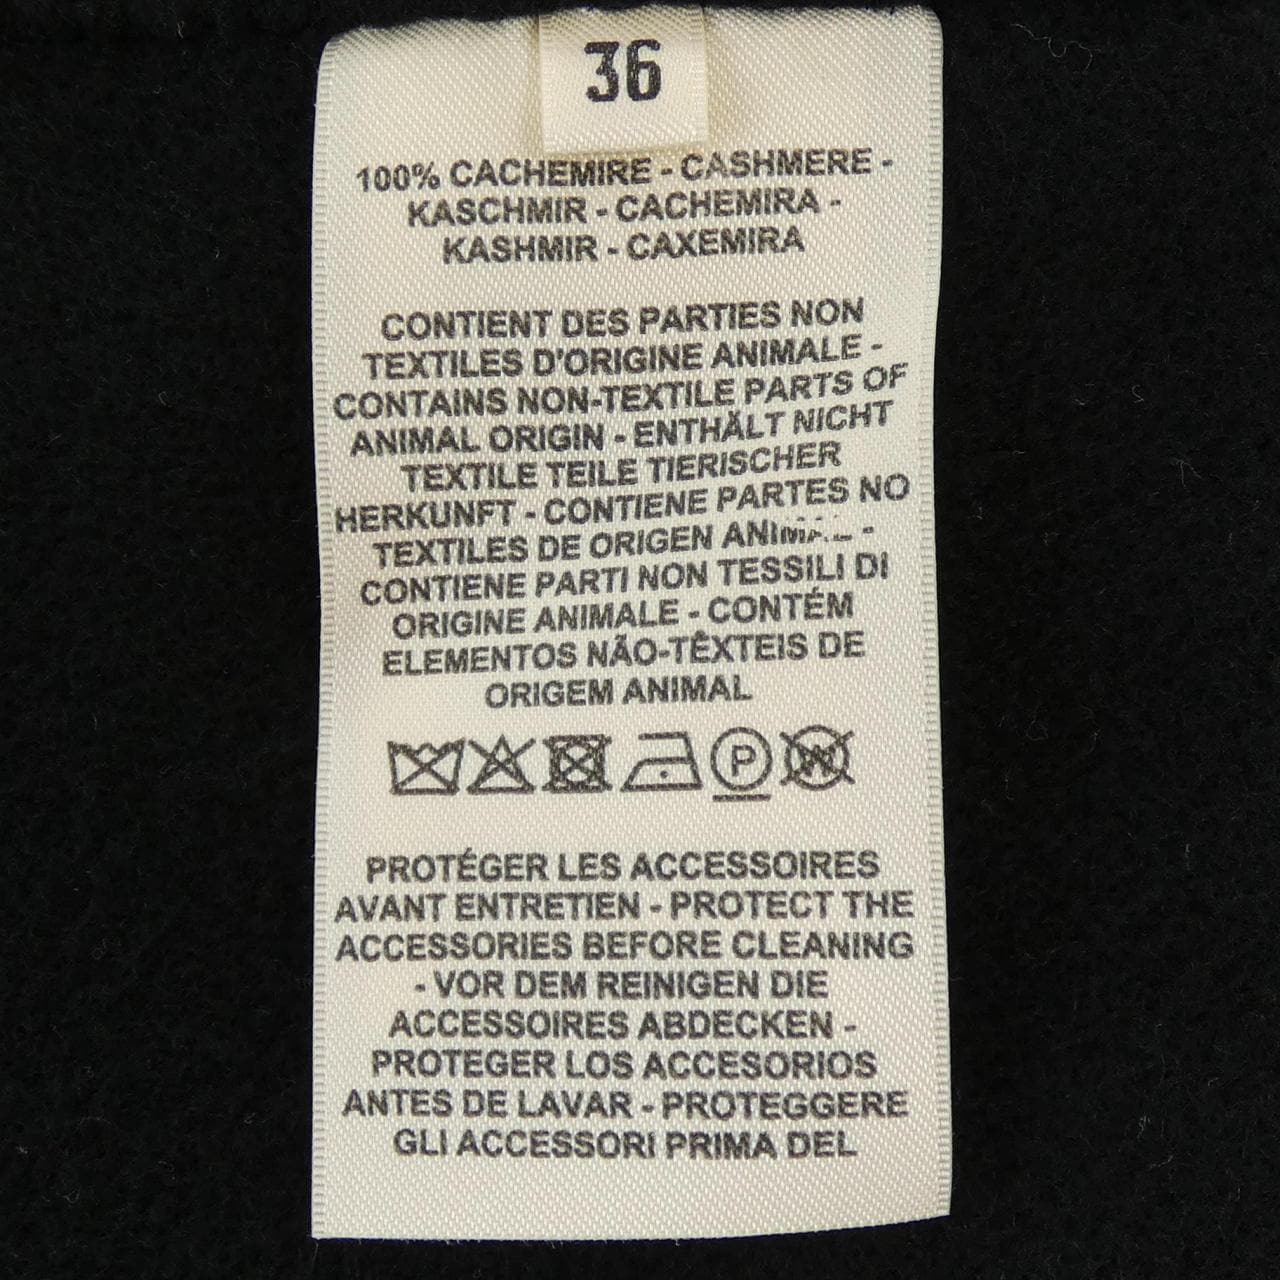 36
100% CACHEMIRE - CASHMERE -
KASCHMIR - CACHEMIRA -
KASHMIR - CAXEMIRA
CONTIENT DES PARTIES NON
TEXTILES D'ORIGINE ANIMALE -
CONTAINS NON-TEXTILE PARTS OF
ANIMAL ORIGIN - ENTHÄLT NICHT
TEXTILE TEILE TIERISCHER
HERKUNFT - CONTIENE PARTES NO
TEXTILES DE ORIGEN ANIMAL -
CONTIENE PARTI NON TESSILI DI
ORIGINE ANIMALE - CONTÉM
ELEMENTOS NÃO-TÊXTEIS DE
ORIGEM ANIMAL
P W
PROTÉGER LES ACCESSOIRES
AVANT ENTRETIEN - PROTECT THE
ACCESSORIES BEFORE CLEANING
- VOR DEM REINIGEN DIE
ACCESSOIRES ABDECKEN -
PROTEGER LOS ACCESORIOS
ANTES DE LAVAR - PROTEGGERE
GLI ACCESSORI PRIMA DEL